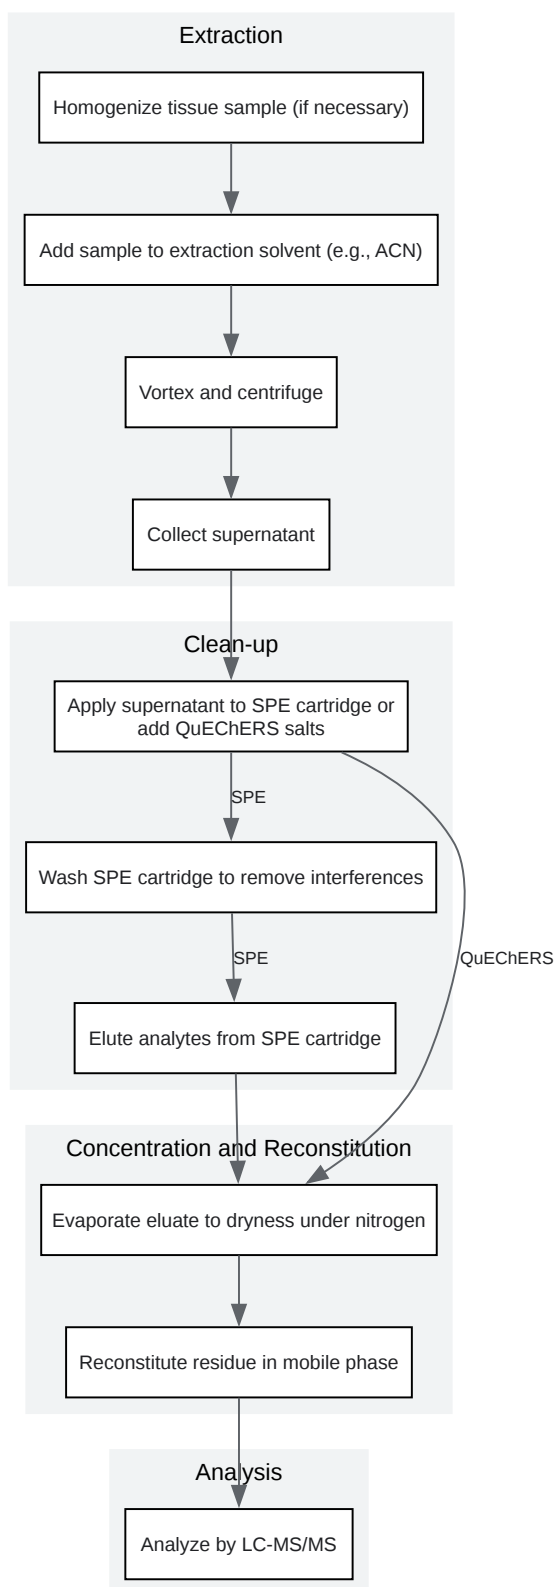 Extraction
Homogenize tissue sample (if necessary)
Add sample to extraction solvent (e.g., ACN)
Vortex and centrifuge
Collect supernatant
Clean-up
Apply supernatant to SPE cartridge or
add QuEChERS salts
SPE
Wash SPE cartridge to remove interferences
SPE
QuEChERS
Elute analytes from SPE cartridge
Concentration and Reconstitution
Evaporate eluate to dryness under nitrogen
Reconstitute residue in mobile phase
Analysis
Analyze by LC-MS/MS